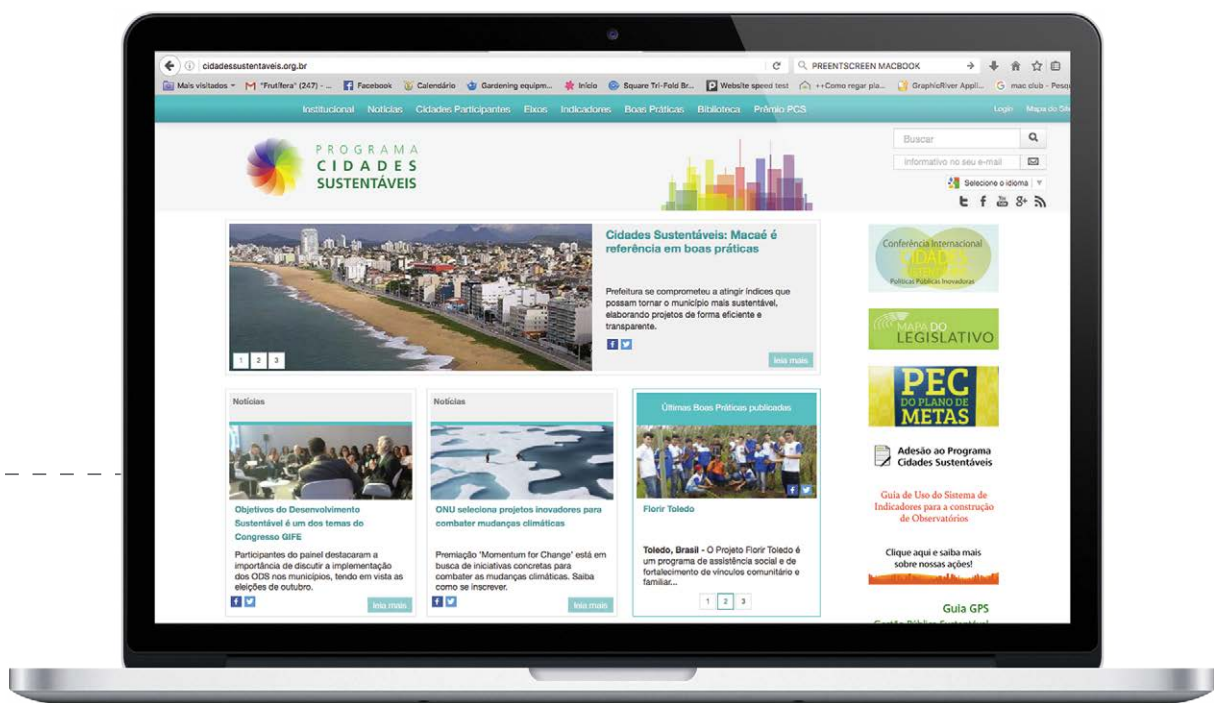 cidadessustentaveis.org.br
PREENTSCREEN MACBOOK
Mais visitados
"Frutífera" (247) - ...
Facebook
Calendário
Gardening equipm...
Início
Square Tri-Fold Br...
Website speed test
++Como regar pla...
GraphicRiver Appli...
mac club - Pesqu
Institucional Notícias Cidades Participantes Eixos Indicadores Boas Práticas Biblioteca Prêmio PCS
Login Mapa do Site
PROGRAMA
CIDADES
SUSTENTÁVEIS
Buscar
Informativo no seu e-mail
Selecione o idioma
Cidades Sustentáveis: Macaé é
referência em boas práticas
Prefeitura se comprometeu a atingir índices que
possam tornar o município mais sustentável,
elaborando projetos de forma eficiente e
transparente.
leia mais
1 2 3
Conferência Internacional
CIDADES
Políticas Públicas Inovadoras
MAPA DO
LEGISLATIVO
PEC
DO PLANO DE
METAS
Adesão ao Programa
Cidades Sustentáveis
Guia de Uso do Sistema de
Indicadores para a construção
de Observatórios
Clique aqui e saiba mais
sobre nossas ações!
Guia GPS
Gestão Pública Sustentável
Notícias
Objetivos do Desenvolvimento
Sustentável é um dos temas do
Congresso GIFE
Participantes do painel destacaram a
importância de discutir a implementação
dos ODS nos municípios, tendo em vista as
eleições de outubro.
leia mais
Notícias
ONU seleciona projetos inovadores para
combater mudanças climáticas
Premiação 'Momentum for Change' está em
busca de iniciativas concretas para
combater as mudanças climáticas. Saiba
como se inscrever.
leia mais
Últimas Boas Práticas publicadas
Florir Toledo
Toledo, Brasil - O Projeto Florir Toledo é
um programa de assistência social e de
fortalecimento de vínculos comunitário e
familiar...
1 2 3